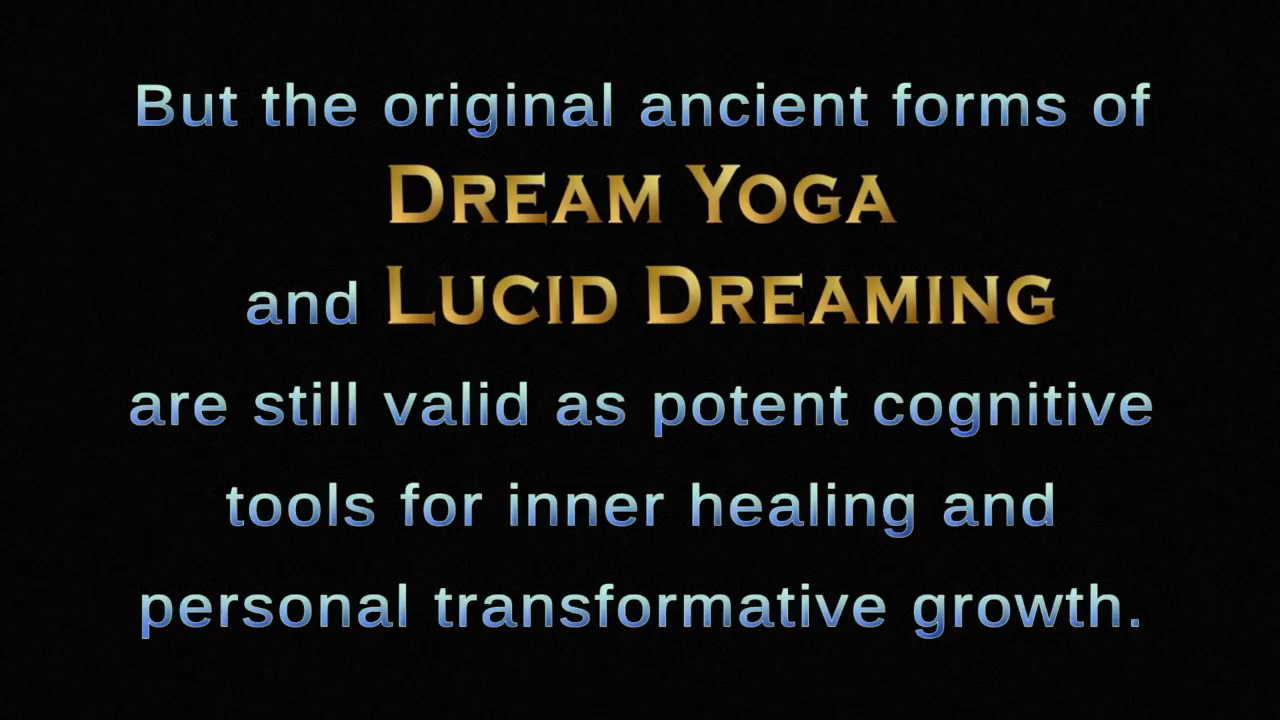 But the original ancient forms of
DREAM YOGA
and LUCID DREAMING
are still valid as potent cognitive
tools for inner healing and
personal transformative growth.